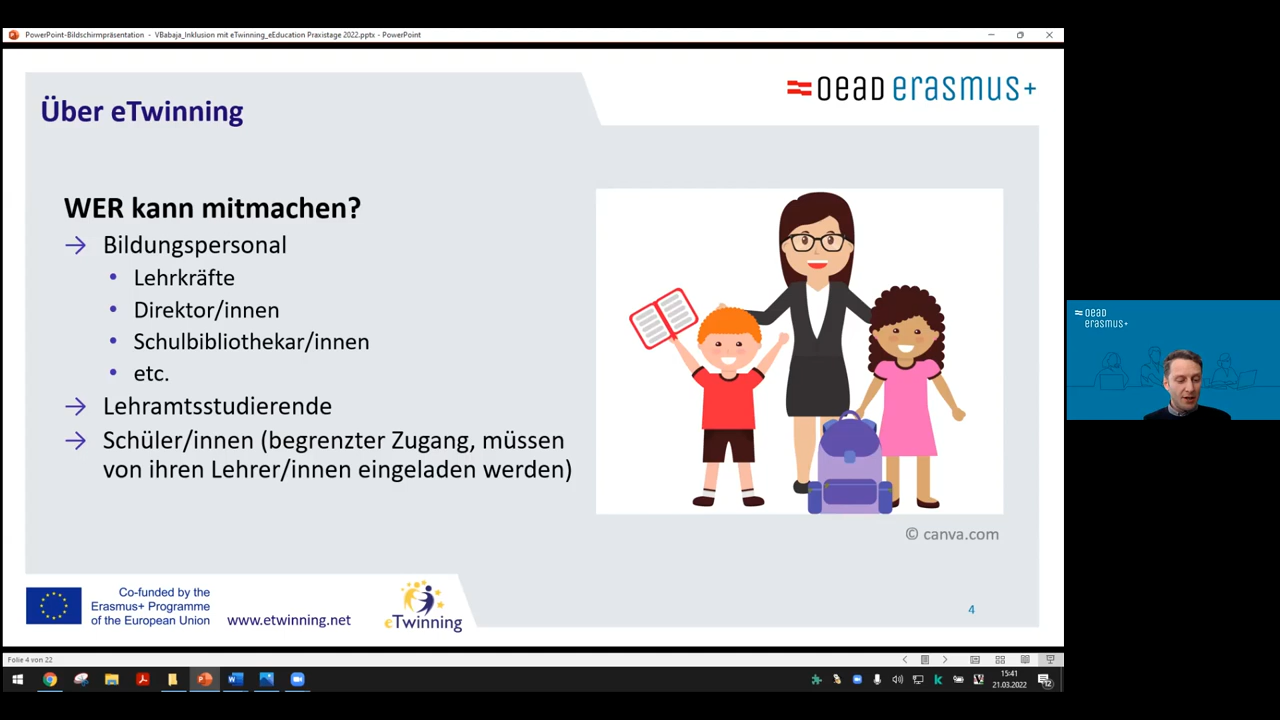 PowerPoint-Bildschirmpräsentation - VBabaja_Inklusion mit eTwinning_eEducation Praxistage 2022.pptx - PowerPoint
Über eTwinning
OEAD erasmus+
WER kann mitmachen?
→ Bildungspersonal
• Lehrkräfte
• Direktor/innen
• Schulbibliothekar/innen
• etc.
→ Lehramtsstudierende
→ Schüler/innen (begrenzter Zugang, müssen
von ihren Lehrer/innen eingeladen werden)
© canva.com
OEAD
erasmus+
Co-funded by the
Erasmus+ Programme
of the European Union
www.etwinning.net
eTwinning
4
Folie 4 von 22
15:41
21.03.2022
12